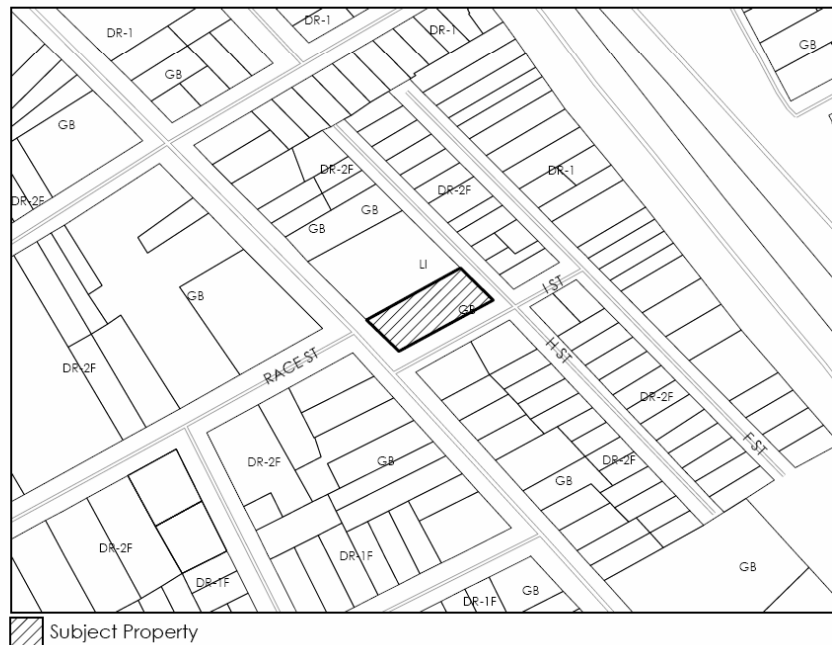 DR-1
DR-1
DR-1
GB
GB
GB
DR-2F
DR-1
DR-2F
DR-2F
GB
GB
LI
GB
GB
I ST
RACE ST
H ST
DR-2F
DR-2F
F ST
DR-2F
GB
DR-2F
GB
DR-2F
DR-1F
DR-1F
GB
GB
DR-1F
Subject Property